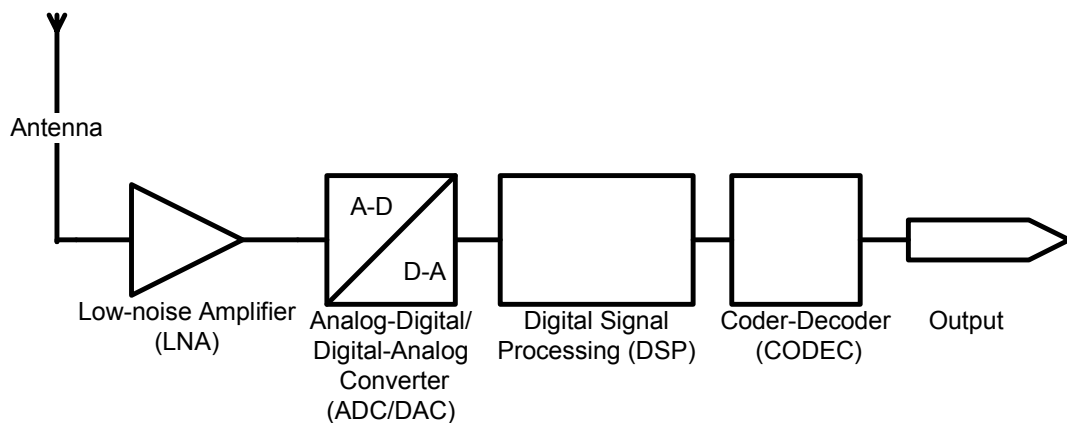 Antenna
A-D
D-A
Low-noise Amplifier
(LNA)
Analog-Digital/
Digital-Analog
Converter
(ADC/DAC)
Digital Signal
Processing (DSP)
Coder-Decoder
(CODEC)
Output